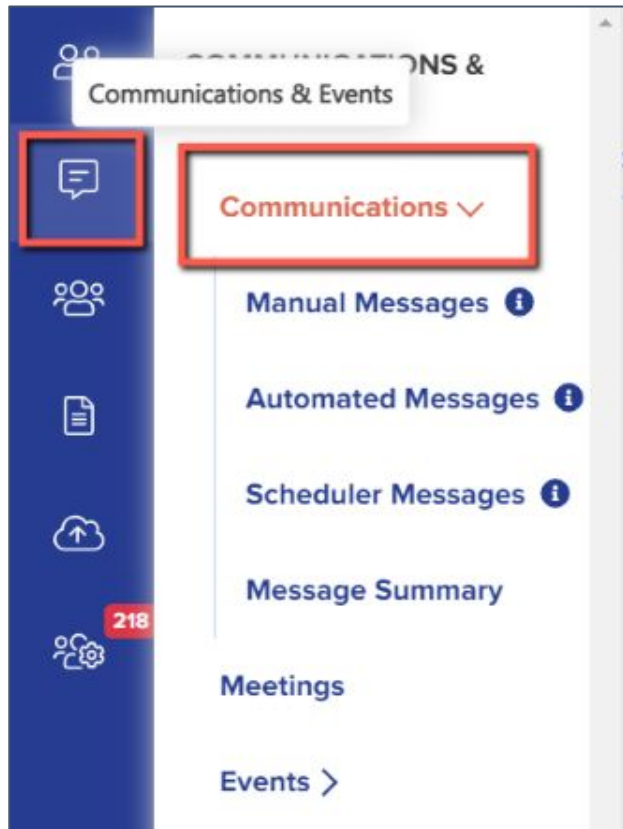 ONS &
Communications & Events
Communications
Manual Messages
Automated Messages
Scheduler Messages
Message Summary
218
Meetings
Events